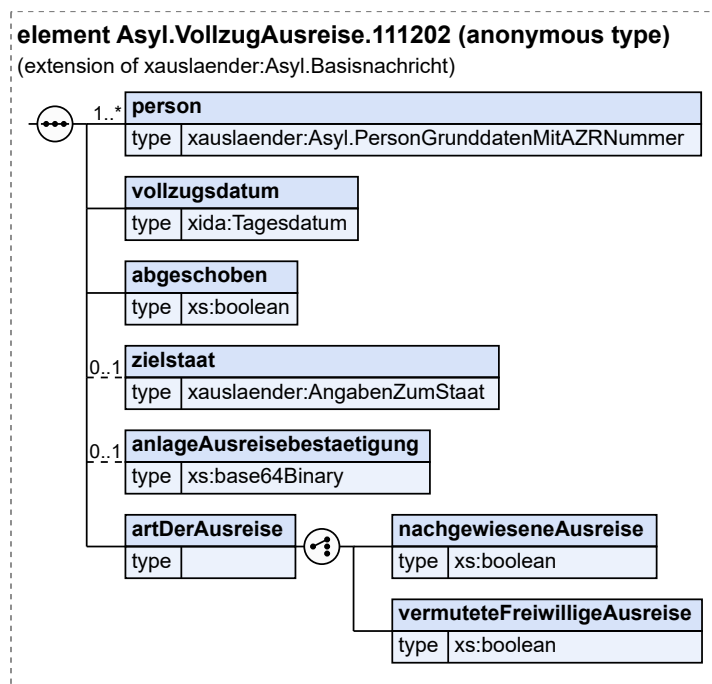 element Asyl.VollzugAusreise.111202 (anonymous type)
(extension of xauslaender:Asyl.Basisnachricht)
1..* person
type xauslaender:Asyl.PersonGrunddatenMitAZRNummer
vollzugsdatum
type xida:Tagesdatum
abgeschoben
type xs:boolean
0..1 zielstaat
type xauslaender:AngabenZumStaat
0..1 anlageAusreisebestaetigung
type xs:base64Binary
artDerAusreise
type
nachgewieseneAusreise
type xs:boolean
vermuteteFreiwilligeAusreise
type xs:boolean